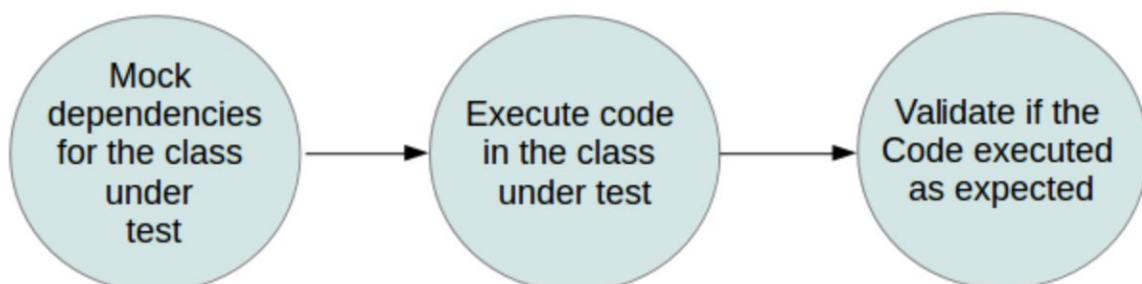 Mock
dependencies
for the class
under
test
Execute code
in the class
under test
Validate if the
Code executed
as expected